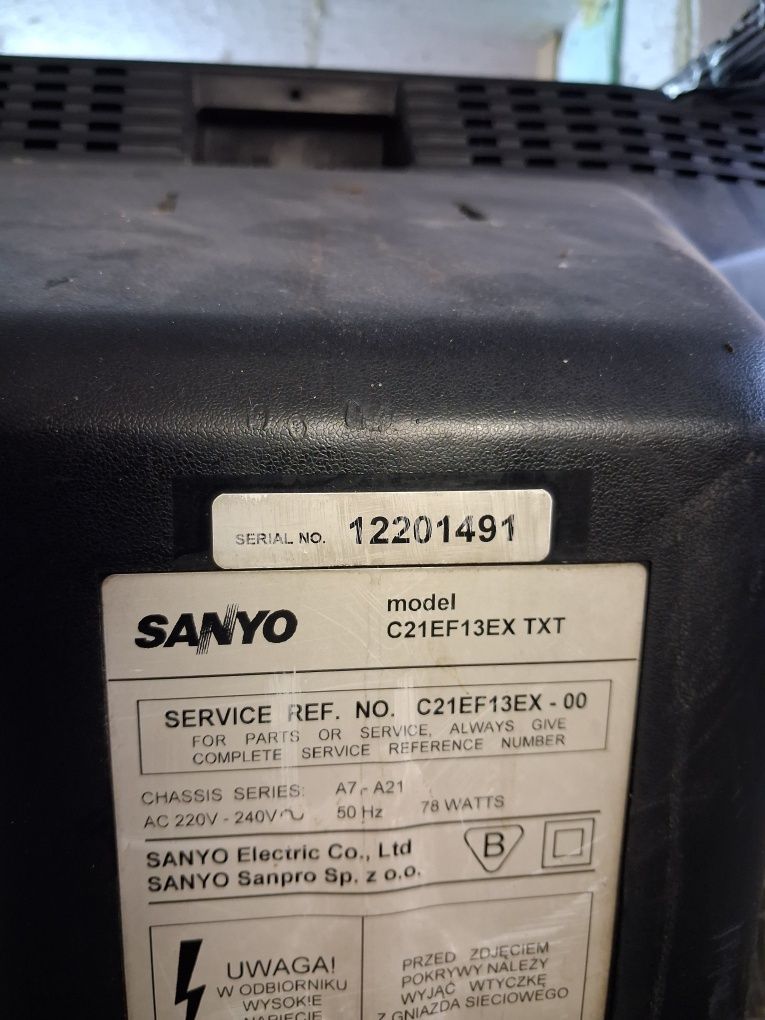 SERIAL NO. 12201491
SANYO
model
C21EF13EX TXT
SERVICE REF. NO. C21EF13EX - 00
FOR PARTS OR SERVICE, ALWAYS GIVE
COMPLETE SERVICE REFERENCE NUMBER
CHASSIS SERIES: A7 - A21
AC 220V - 240V 50 Hz 78 WATTS
SANYO Electric Co., Ltd
SANYO Sanpro Sp. z o.o.
B
UWAGA!
W ODBIORNIKU
WYSOKIE
NAPIĘCIE
PRZED ZDJĘCIEM
POKRYWY NALEŻY
WYJĄĆ WTYCZKĘ
Z GNIAZDA SIECIOWEGO